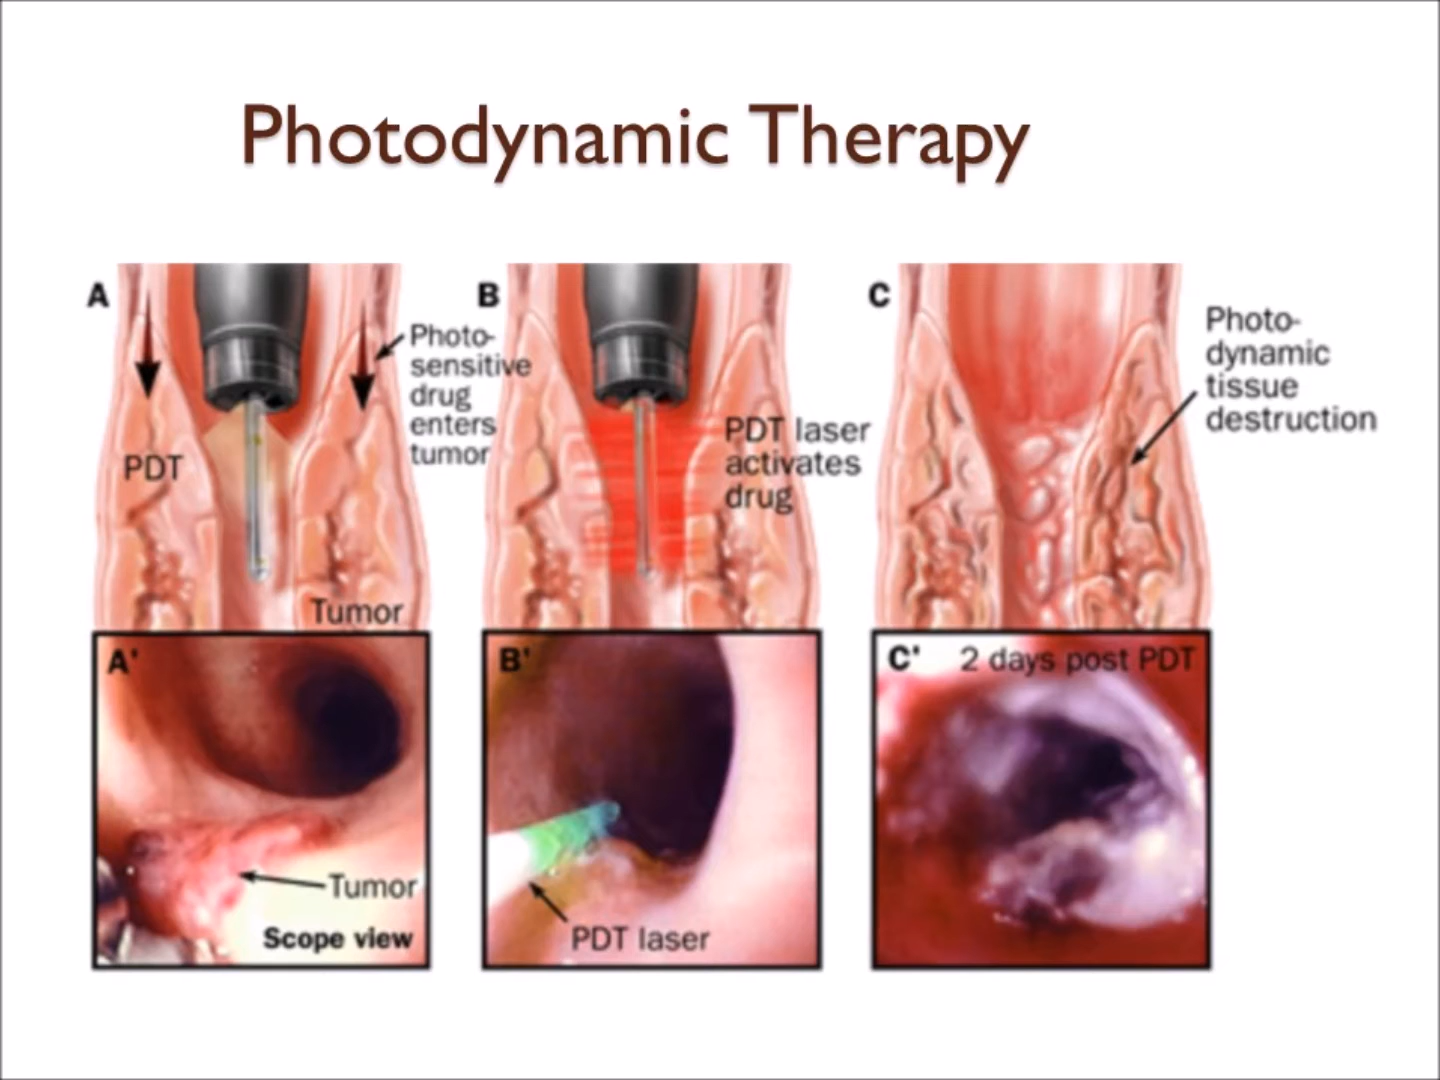 Photodynamic Therapy
A
Photo-
sensitive
drug
enters
tumor
PDT
Tumor
B
PDT laser
activates
drug
C
Photo-
dynamic
tissue
destruction
A'
Tumor
Scope view
B'
PDT laser
C' 2 days post PDT